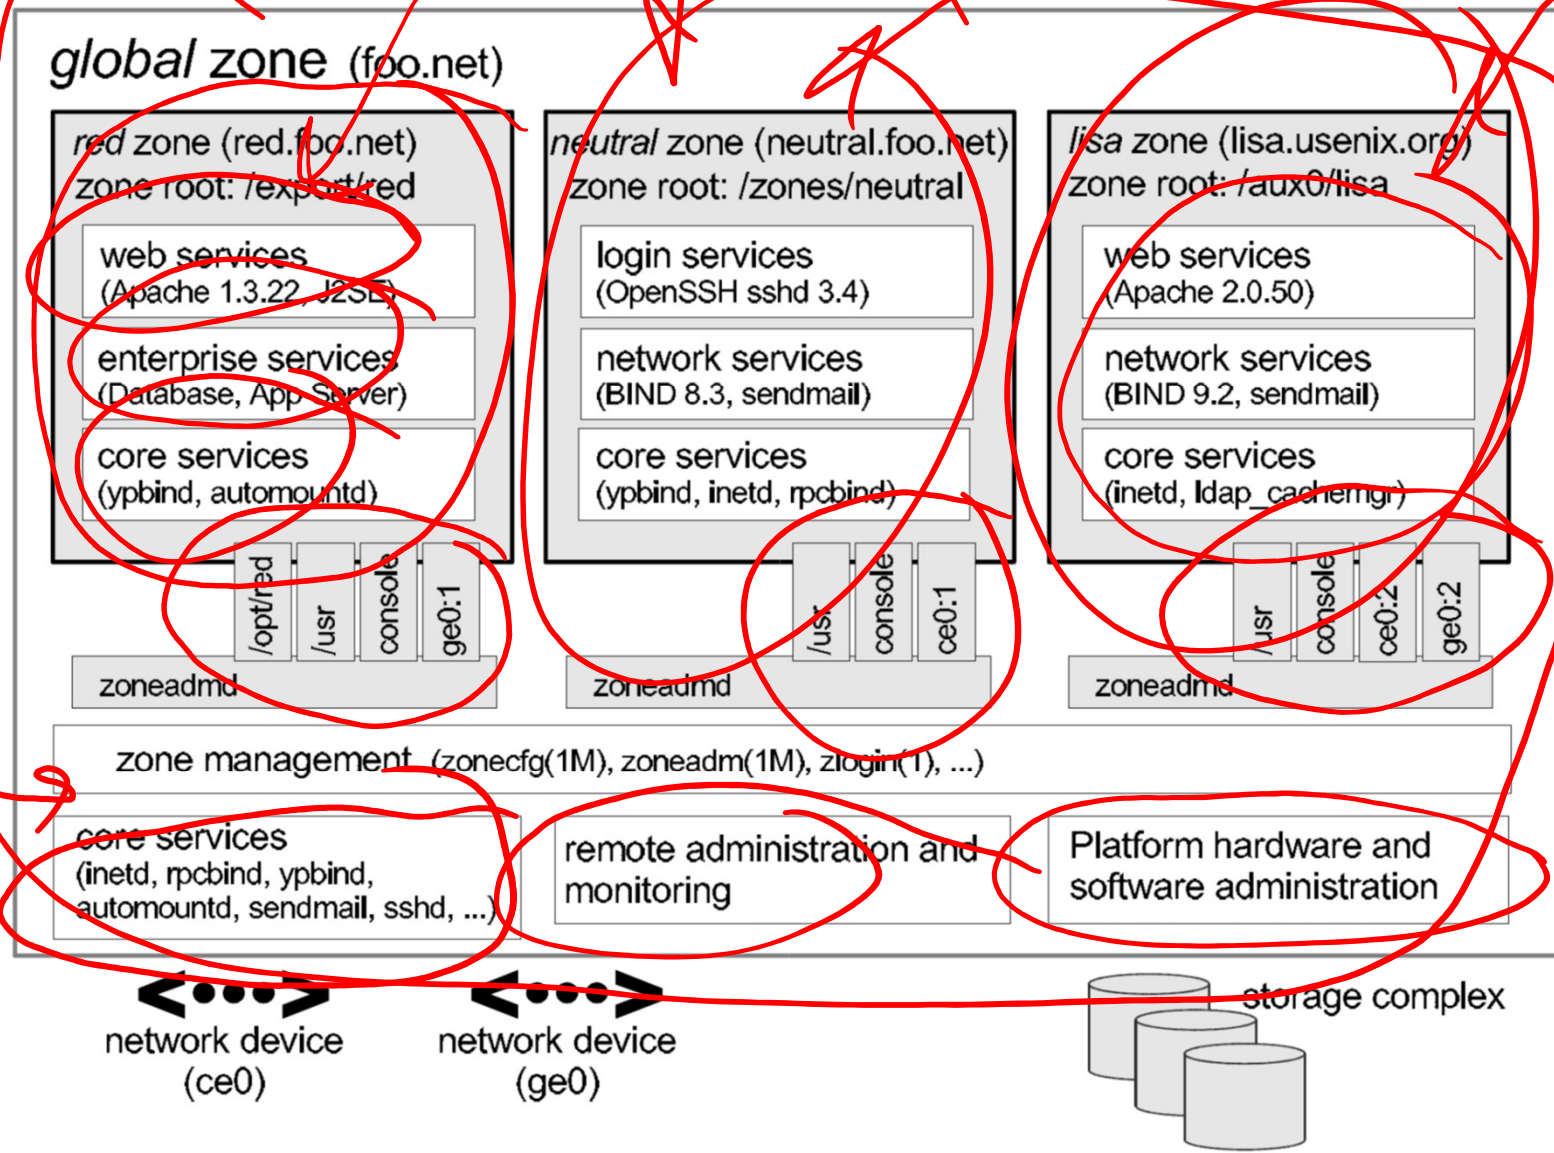 global zone (foo.net)
red zone (red.foo.net)
zone root: /export/red
web services
(Apache 1.3.22, J2SE)
enterprise services
(Database, App Server)
core services
(ypbind, automountd)
/opt/red
/usr
console
ge0:1
zoneadmd
neutral zone (neutral.foo.net)
zone root: /zones/neutral
login services
(OpenSSH sshd 3.4)
network services
(BIND 8.3, sendmail)
core services
(ypbind, inetd, rpcbind)
/usr
console
ce0:1
zoneadmd
lisa zone (lisa.usenix.org)
zone root: /aux0/lisa
web services
(Apache 2.0.50)
network services
(BIND 9.2, sendmail)
core services
(inetd, ldap_cachemgr)
/usr
console
ce0:2
ge0:2
zoneadmd
zone management (zonecfg(1M), zoneadm(1M), zlogin(1), ...)
core services
(inetd, rpcbind, ypbind,
automountd, sendmail, sshd, ...)
remote administration and
monitoring
Platform hardware and
software administration
network device
(ce0)
network device
(ge0)
storage complex